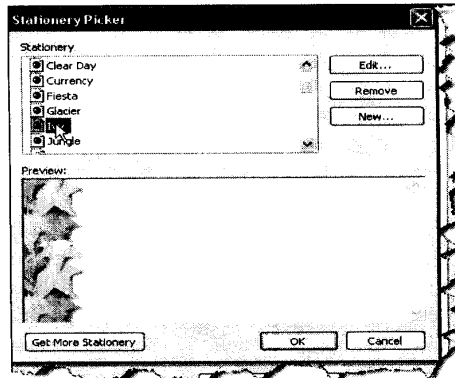 Stationery Picker
Stationery
Clear Day
Currency
Fiesta
Glacier
Jungle
Edit...
Remove
New...
Preview:
Get More Stationery
OK
Cancel